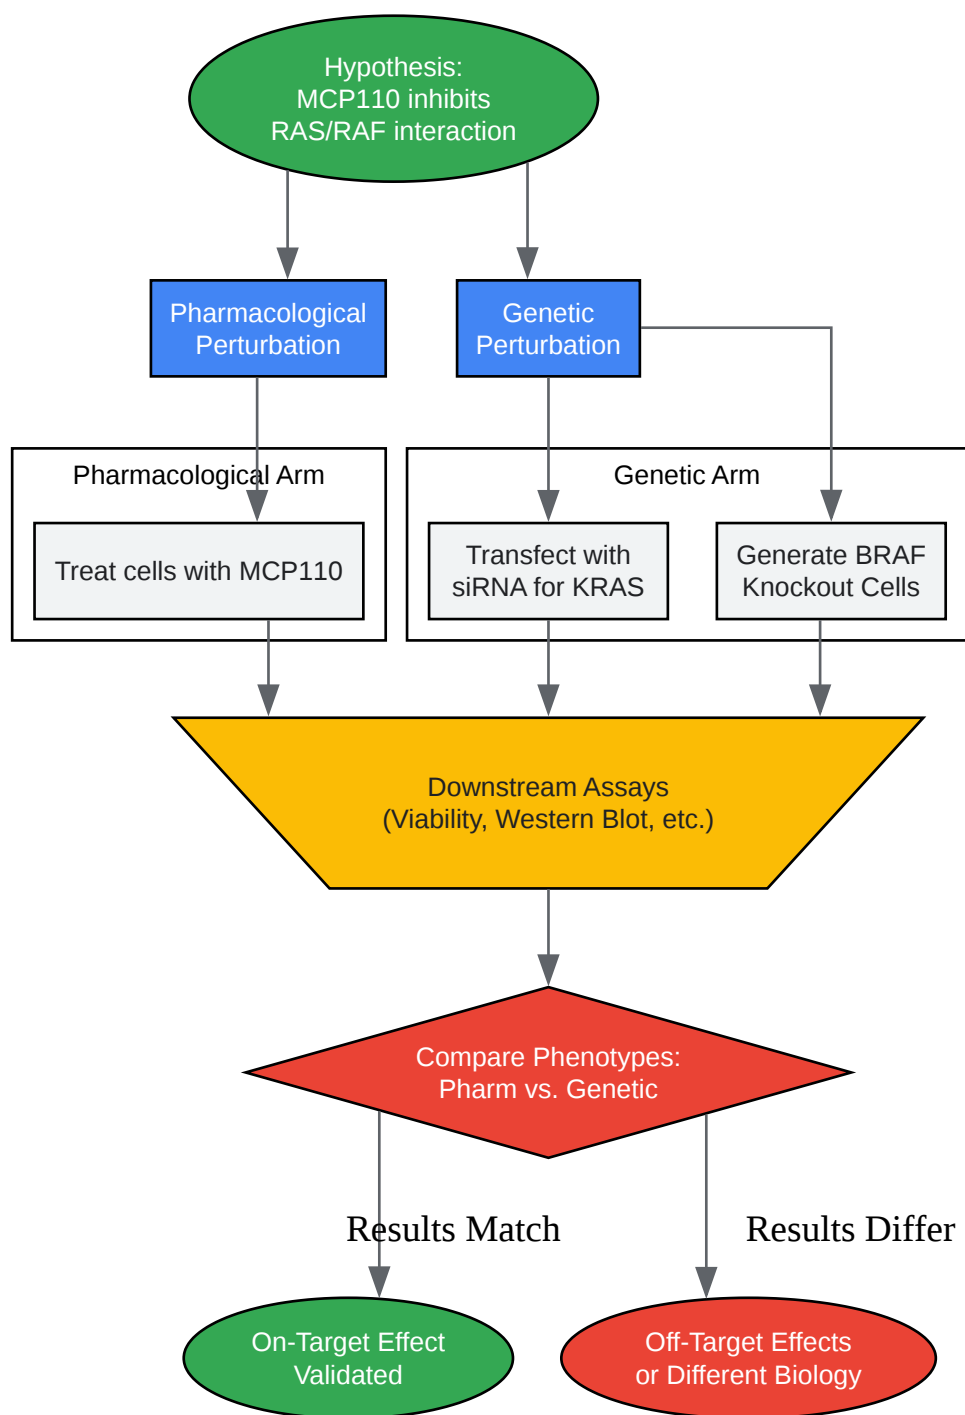 Hypothesis:
MCP110 inhibits
RAS/RAF interaction
Pharmacological
Perturbation
Genetic
Perturbation
Pharmacological Arm
Genetic Arm
Treat cells with MCP110
Transfect with
siRNA for KRAS
Generate BRAF
Knockout Cells
Downstream Assays
(Viability, Western Blot, etc.)
Compare Phenotypes:
Pharm vs. Genetic
Results Match
Results Differ
On-Target Effect
Validated
Off-Target Effects
or Different Biology